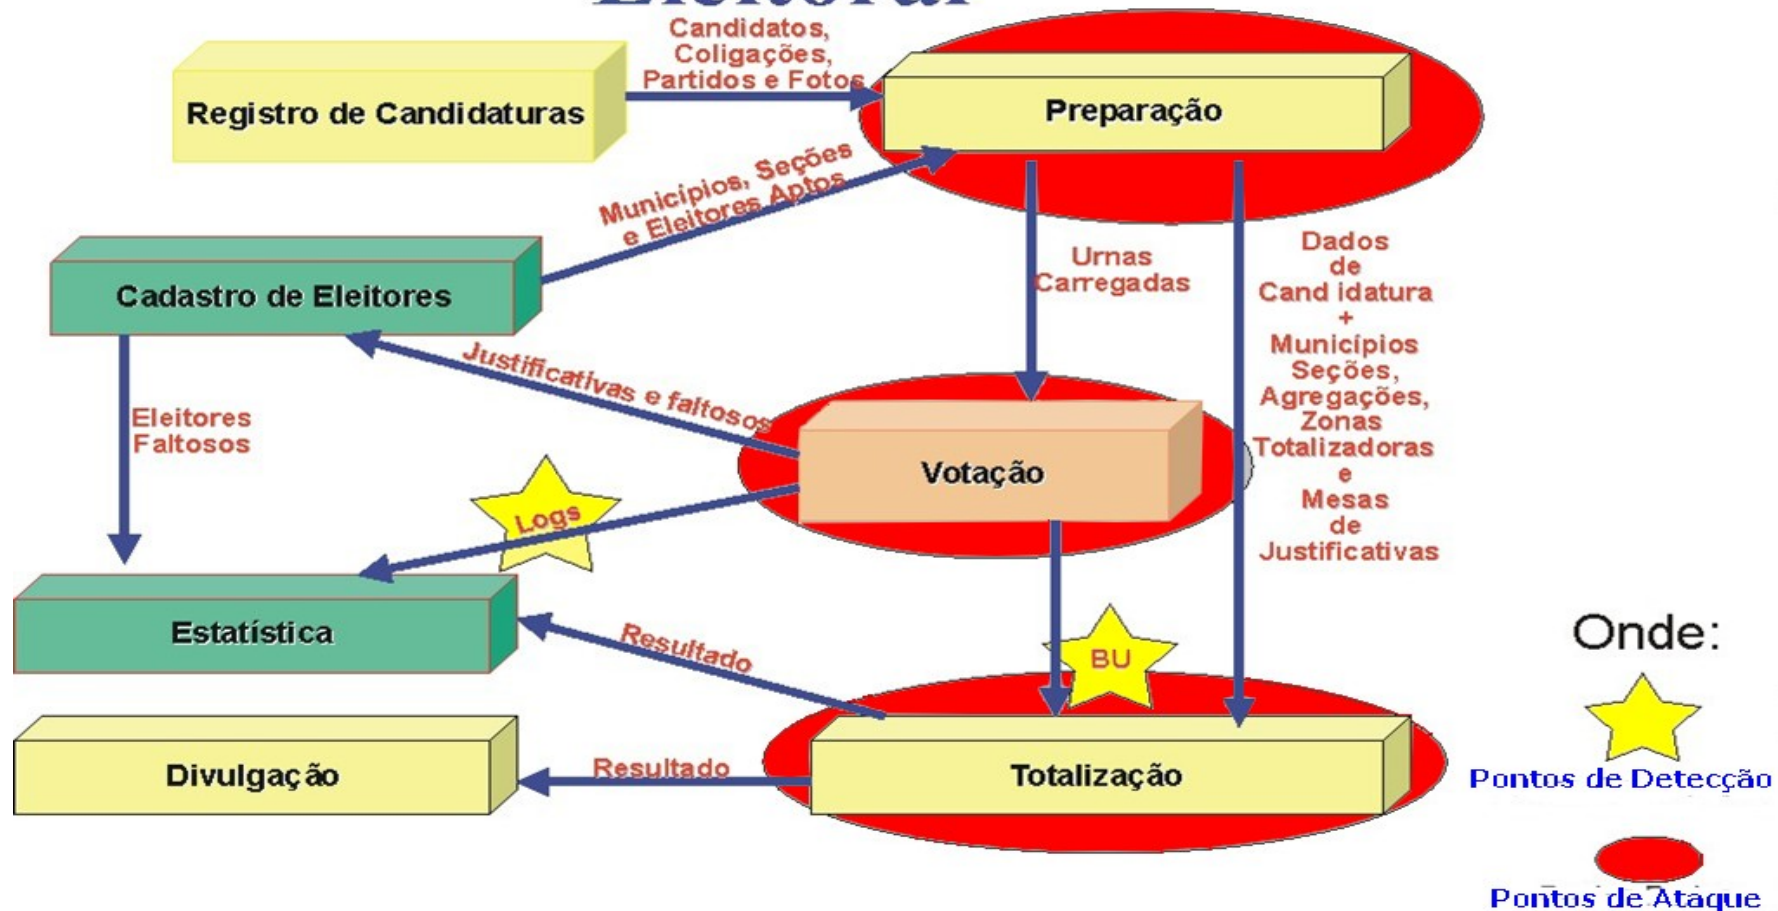 Eleitoral
Candidatos,
Coligações,
Partidos e Fotos
Registro de Candidaturas
Preparação
Municípios, Seções
e Eleitores Aptos
Cadastro de Eleitores
Urnas
Carregadas
Dados
de
Cand idatura
+
Municípios
Seções,
Agregações,
Zonas
Totalizadoras
e
Mesas
de
Justificativas
Justificativas e faltosos
Eleitores
Faltosos
Votação
Logs
Estatística
Resultado
BU
Onde:
Divulgação
Resultado
Totalização
Pontos de Detecção
Pontos de Ataque